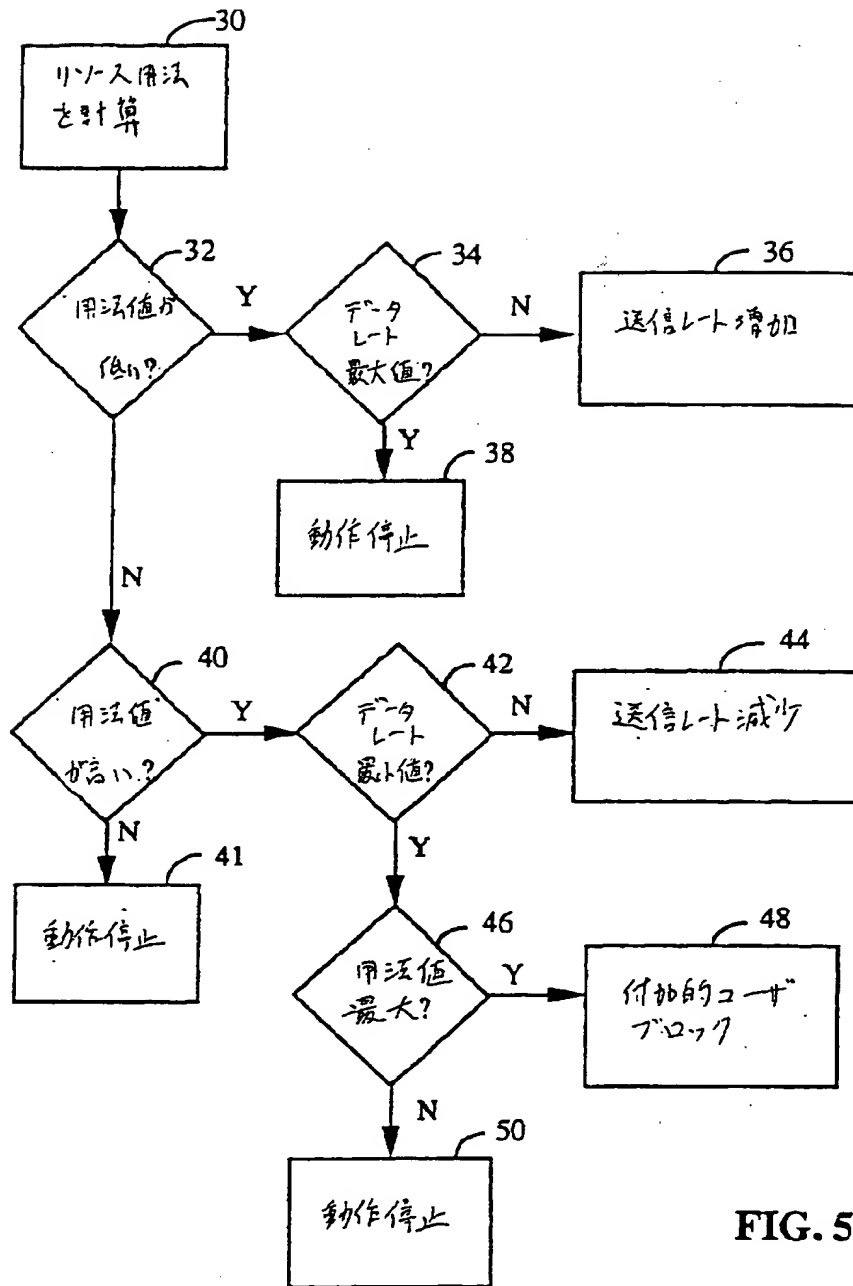 30
リソース用法
を計算
32
34
36
用法値が
低い?
Y
データ
レート
最大値?
N
送信レート増加
Y
38
動作停止
N
40
42
44
用法値
が高い?
Y
データ
レート
最小値?
N
送信レート減少
N
41
動作停止
Y
46
48
用法値
最大?
Y
付加的ユーザ
ブロック
N
50
動作停止
FIG. 5